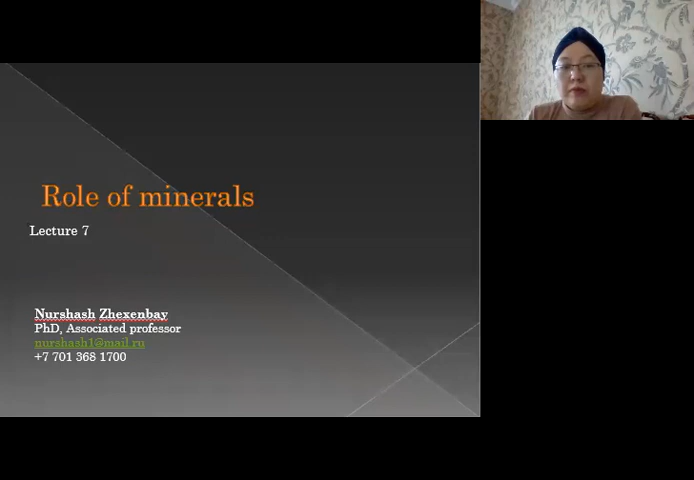 Role of minerals
Lecture 7
Nurshash Zhexenbay
PhD, Associated professor
nurshash1@mail.ru
+7 701 368 1700